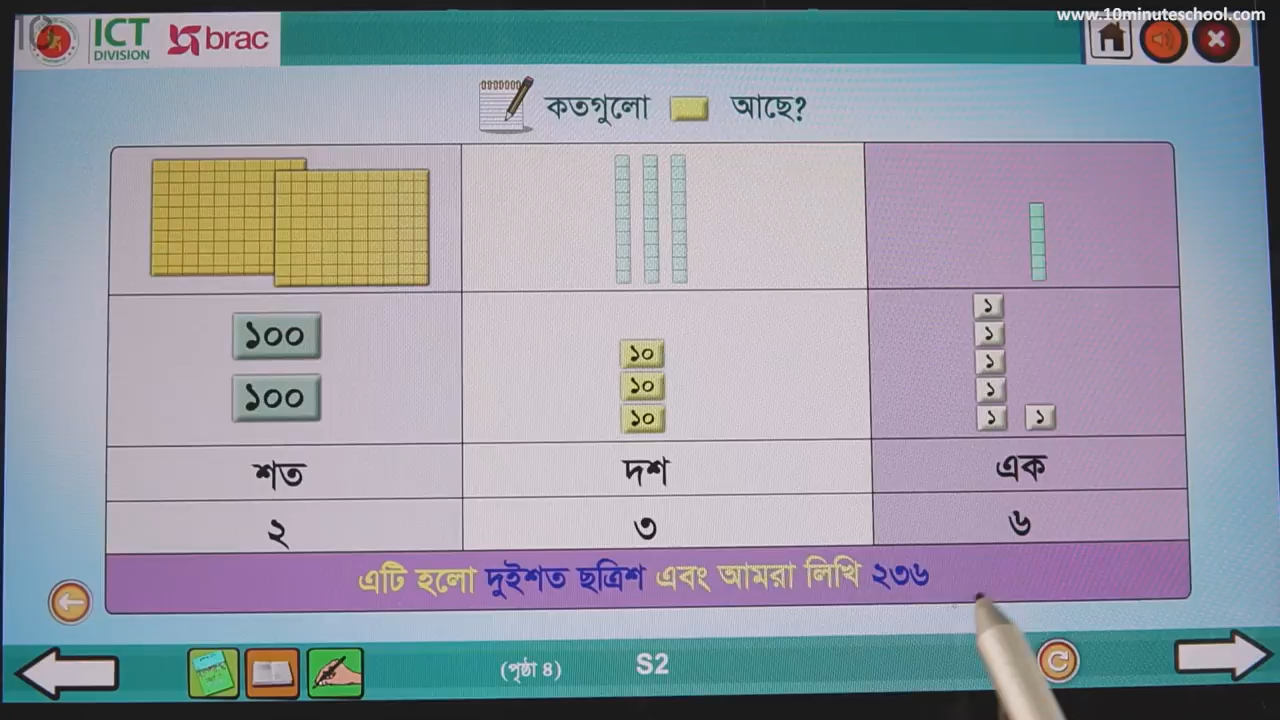 www.10minuteschool.com
10
ICT
DIVISION
brac
কতগুলো আছে?
১০০
১০০
১০
১০
১০
১
১
১
১
১ ১
শত দশ এক
২ ৩ ৬
এটি হলো দুইশত ছত্রিশ এবং আমরা লিখি ২৩৬
(পৃষ্ঠা ৪) S2